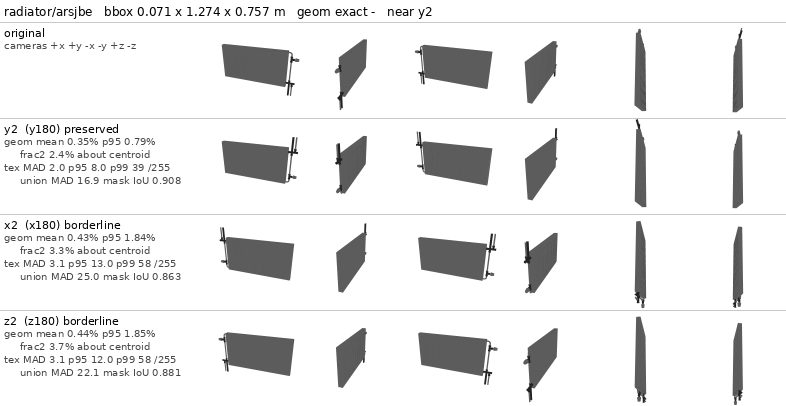 radiator/arsjbe bbox 0.071 x 1.274 x 0.757 m geom exact - near y2
original
cameras +x +y -x -y +z -z
y2 (y180) preserved
geom mean 0.35% p95 0.79%
frac2 2.4% about centroid
tex MAD 2.0 p95 8.0 p99 39 /255
union MAD 16.9 mask IoU 0.908
x2 (x180) borderline
geom mean 0.43% p95 1.84%
frac2 3.3% about centroid
tex MAD 3.1 p95 13.0 p99 58 /255
union MAD 25.0 mask IoU 0.863
z2 (z180) borderline
geom mean 0.44% p95 1.85%
frac2 3.7% about centroid
tex MAD 3.1 p95 12.0 p99 58 /255
union MAD 22.1 mask IoU 0.881